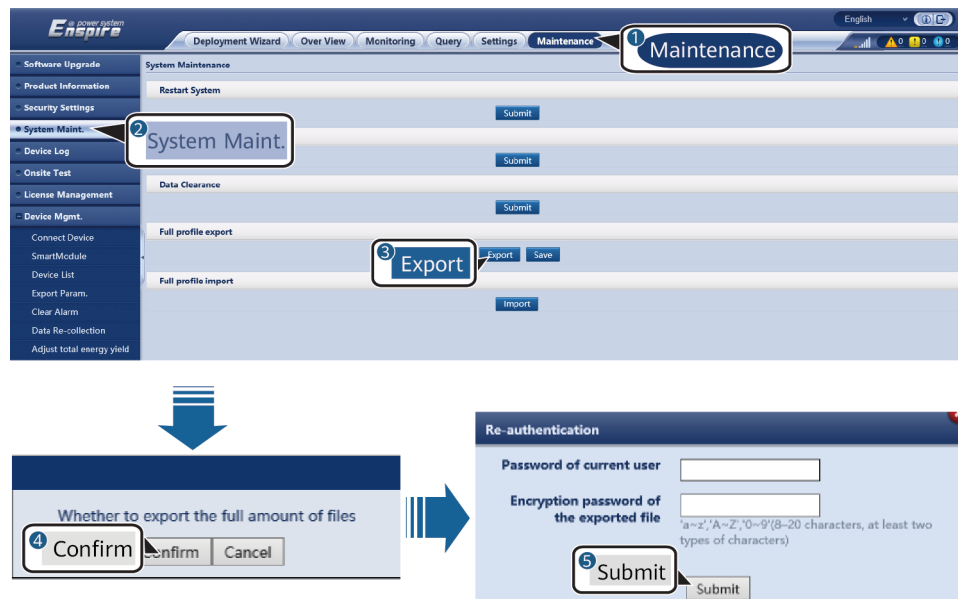 Enspire power system
English
Deployment Wizard Over View Monitoring Query Settings Maintenance
1 Maintenance
0 0 0
Software Upgrade
Product Information
Security Settings
System Maint.
Device Log
Onsite Test
License Management
Device Mgmt.
Connect Device
SmartModule
Device List
Export Param.
Clear Alarm
Data Re-collection
Adjust total energy yield
System Maintenance
Restart System
Submit
2 System Maint.
Submit
Data Clearance
Submit
Full profile export
3 Export
Export Save
Full profile import
Import
Whether to export the full amount of files
4 Confirm
Cancel
Re-authentication
Password of current user
Encryption password of
the exported file
'a~z','A~Z','0~9'(8–20 characters, at least two
types of characters)
5 Submit
Submit